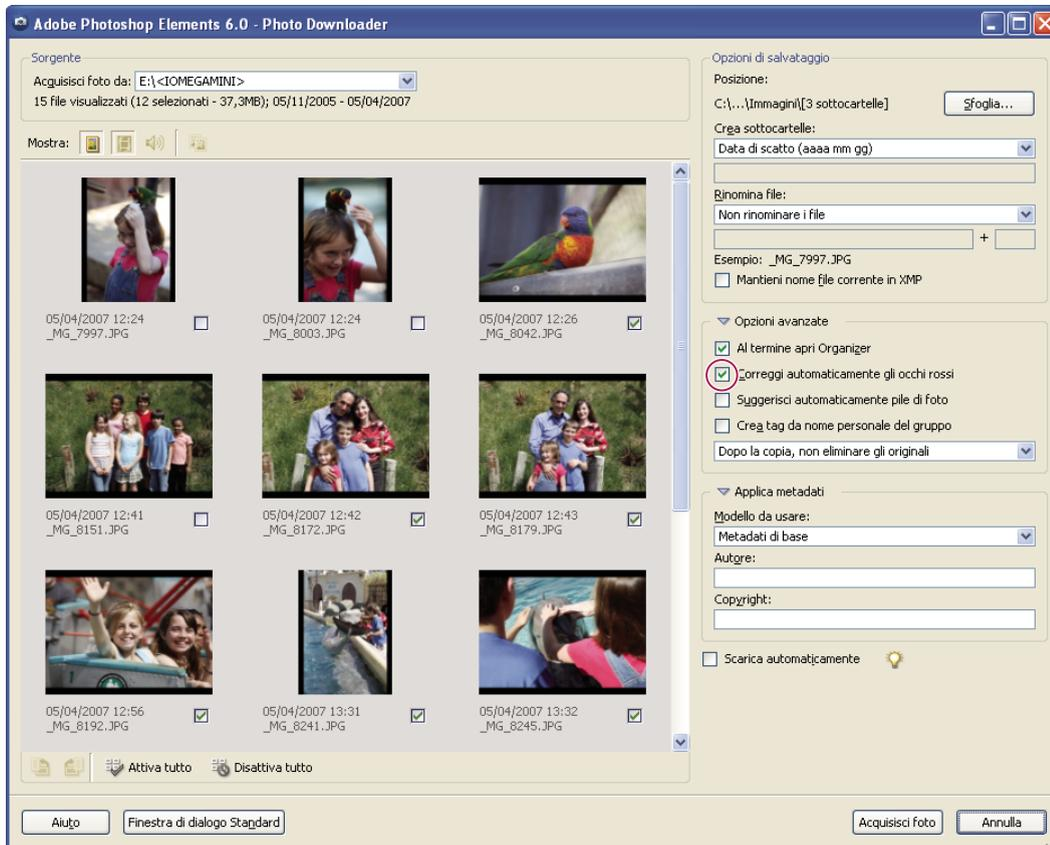 Adobe Photoshop Elements 6.0 - Photo Downloader
Sorgente
Acquisisci foto da: E:\<IOMEGAMINI>
15 file visualizzati (12 selezionati - 37,3MB); 05/11/2005 - 05/04/2007
Mostra:
05/04/2007 12:24
_MG_7997.JPG
05/04/2007 12:24
_MG_8003.JPG
05/04/2007 12:26
_MG_8042.JPG
05/04/2007 12:41
_MG_8151.JPG
05/04/2007 12:42
_MG_8172.JPG
05/04/2007 12:43
_MG_8179.JPG
05/04/2007 12:56
_MG_8192.JPG
05/04/2007 13:31
_MG_8241.JPG
05/04/2007 13:32
_MG_8245.JPG
Attiva tutto
Disattiva tutto
Opzioni di salvataggio
Posizione:
C:\...\Immagini\[3 sottocartelle]
Sfoglia...
Crea sottocartelle:
Data di scatto (aaaa mm gg)
Rinomina file:
Non rinominare i file
+
Esempio: _MG_7997.JPG
Mantieni nome file corrente in XMP
Opzioni avanzate
Al termine apri Organizer
Correggi automaticamente gli occhi rossi
Suggerisci automaticamente pile di foto
Crea tag da nome personale del gruppo
Dopo la copia, non eliminare gli originali
Applica metadati
Modello da usare:
Metadati di base
Autore:
Copyright:
Scarica automaticamente
Aiuto
Finestra di dialogo Standard
Acquisisci foto
Annulla